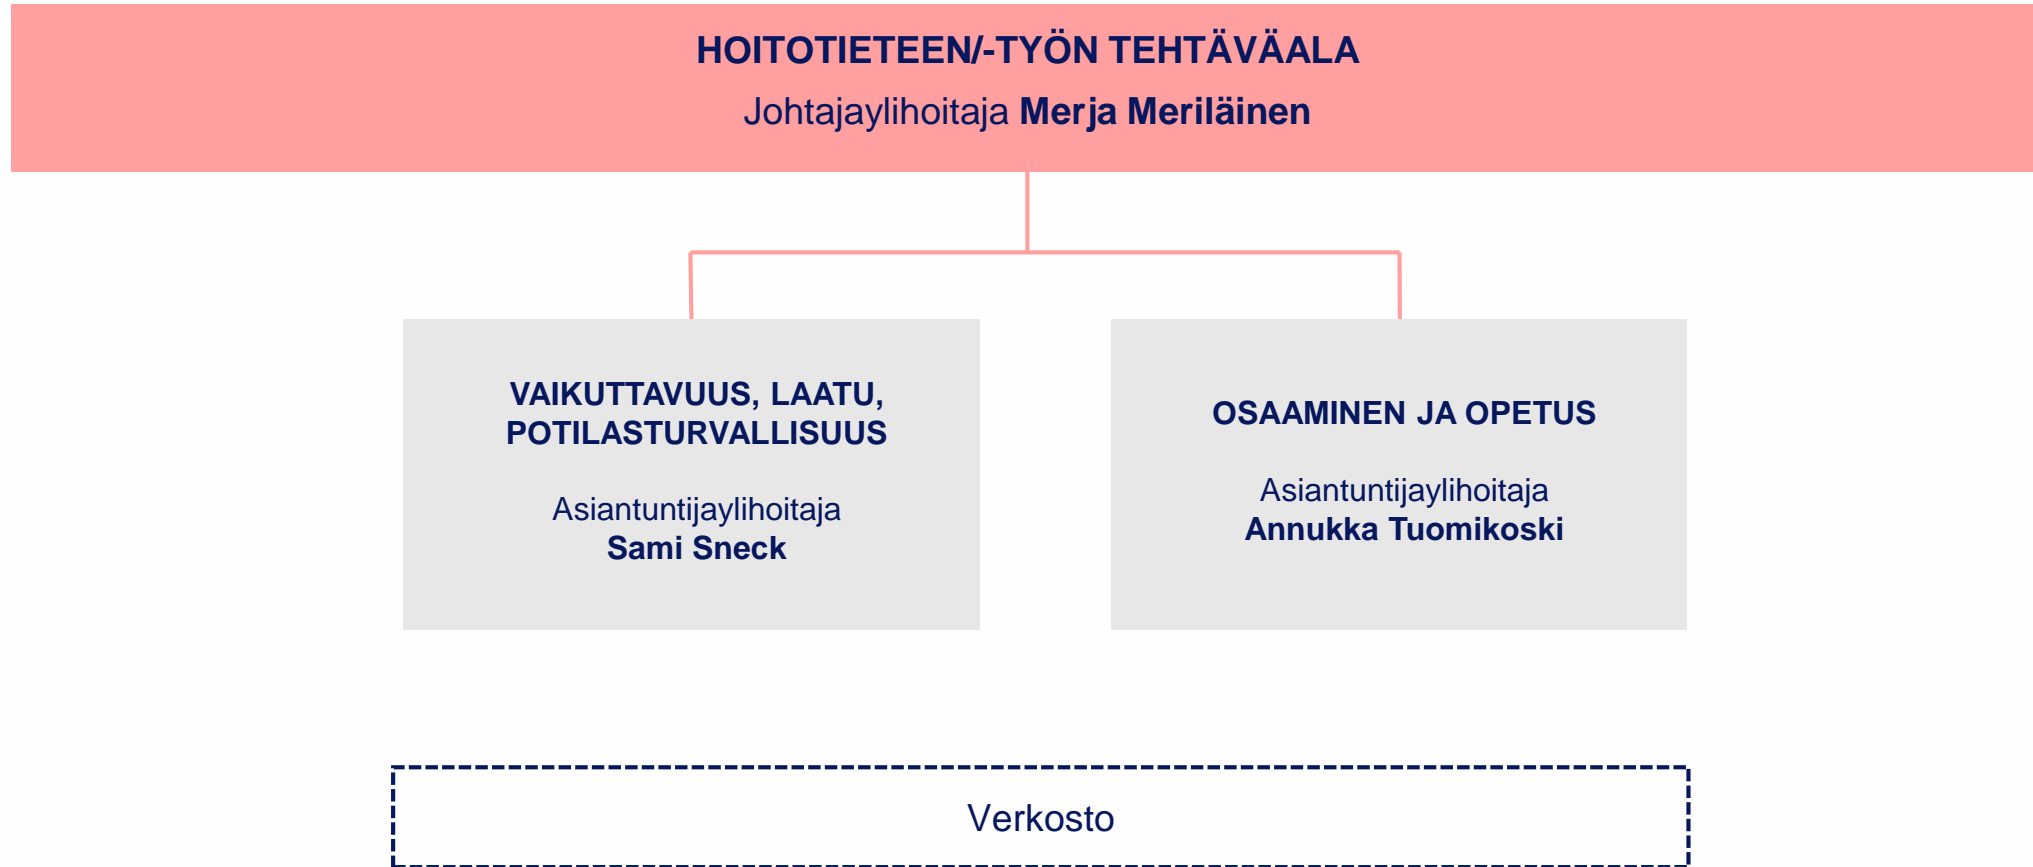 HOITOTIETEEN/-TYÖN TEHTÄVÄALA
Johtajaylihoitaja Merja Meriläinen
VAIKUTTAVUUS, LAATU,
POTILASTURVALLISUUS
Asiantuntijaylihoitaja
Sami Sneck
OSAAMINEN JA OPETUS
Asiantuntijaylihoitaja
Annukka Tuomikoski
Verkosto